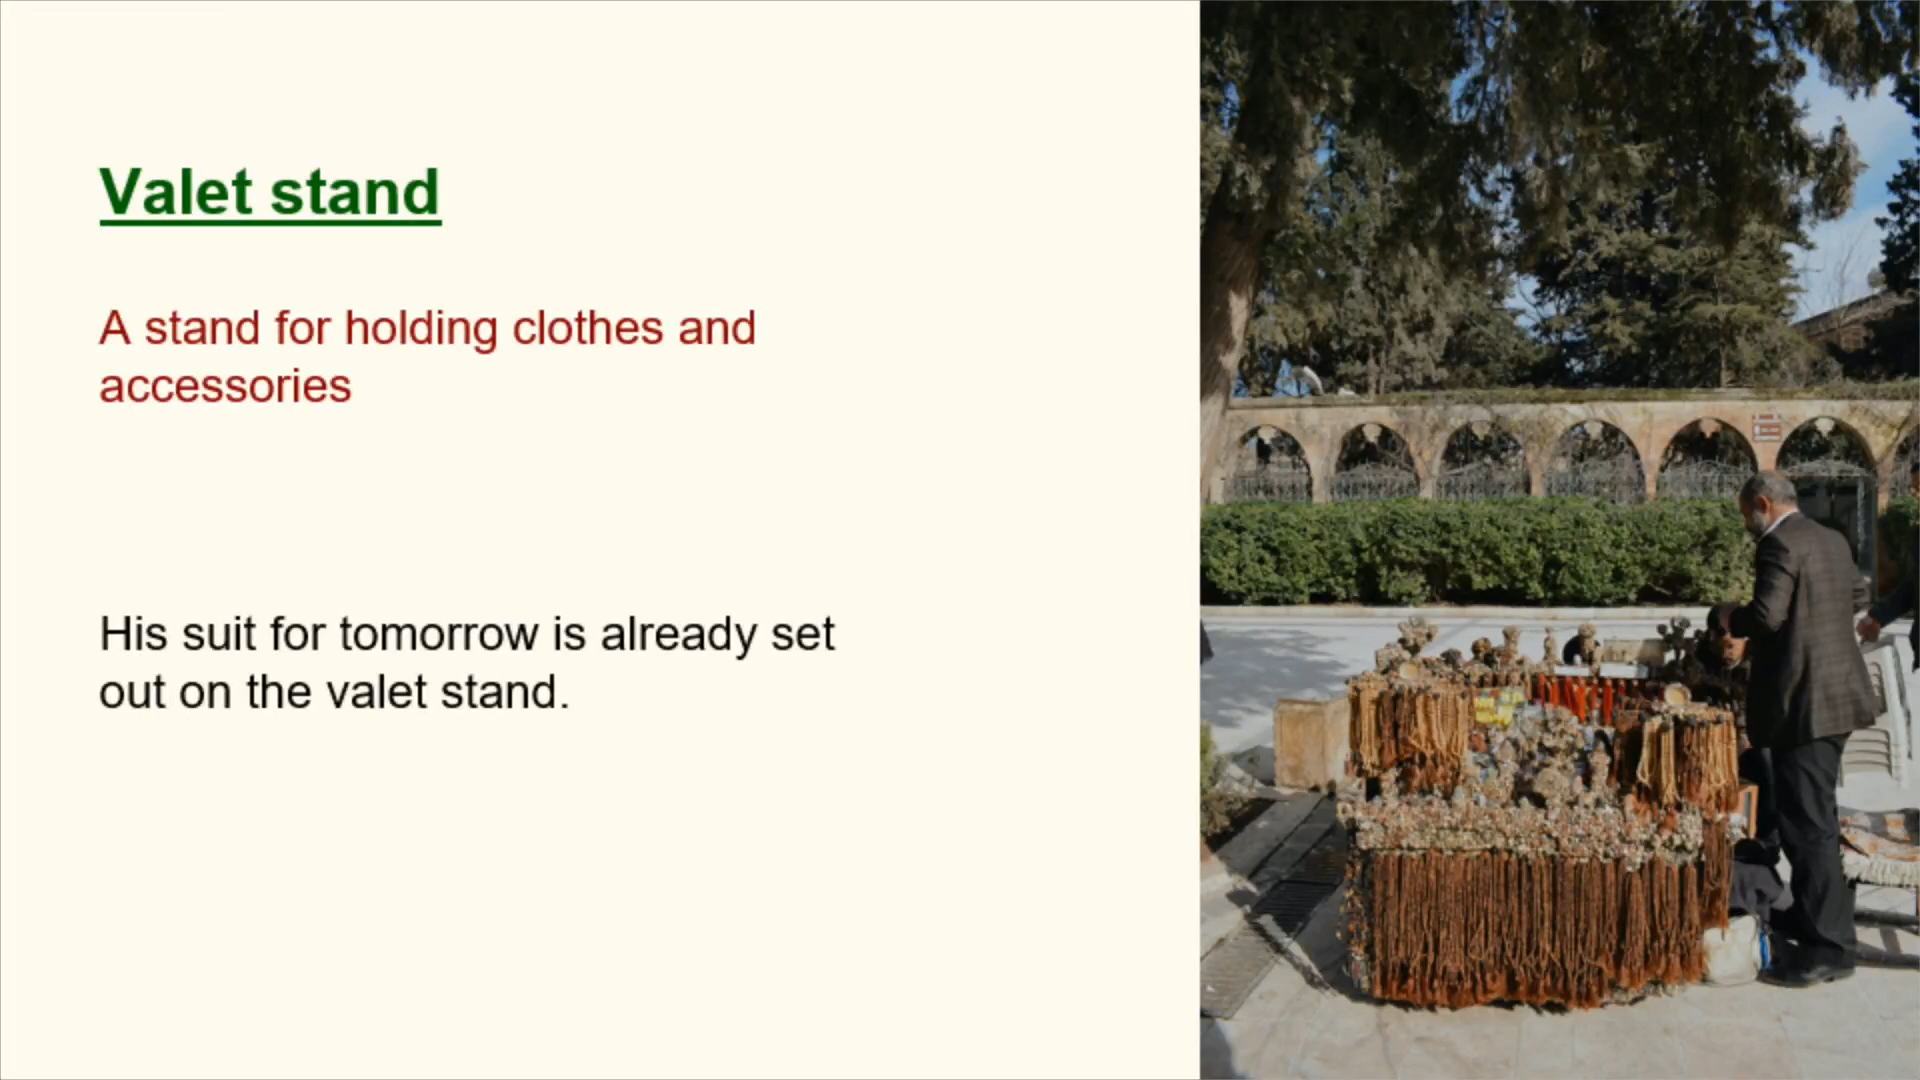 Valet stand
A stand for holding clothes and
accessories
His suit for tomorrow is already set
out on the valet stand.